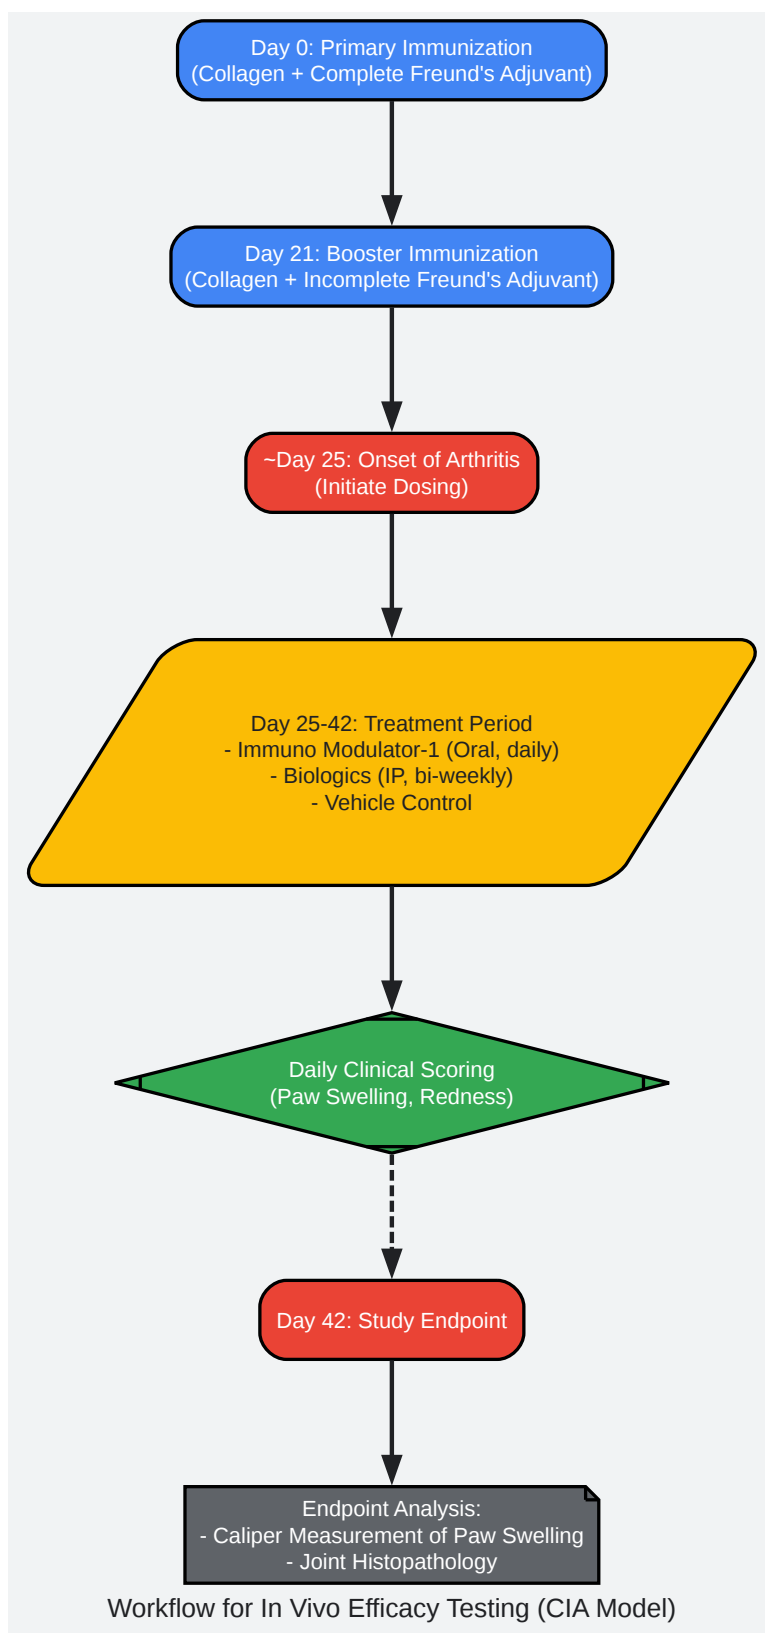 Day 0: Primary Immunization
(Collagen + Complete Freund's Adjuvant)
Day 21: Booster Immunization
(Collagen + Incomplete Freund's Adjuvant)
~Day 25: Onset of Arthritis
(Initiate Dosing)
Day 25-42: Treatment Period
- Immuno Modulator-1 (Oral, daily)
- Biologics (IP, bi-weekly)
- Vehicle Control
Daily Clinical Scoring
(Paw Swelling, Redness)
Day 42: Study Endpoint
Endpoint Analysis:
- Caliper Measurement of Paw Swelling
- Joint Histopathology
Workflow for In Vivo Efficacy Testing (CIA Model)